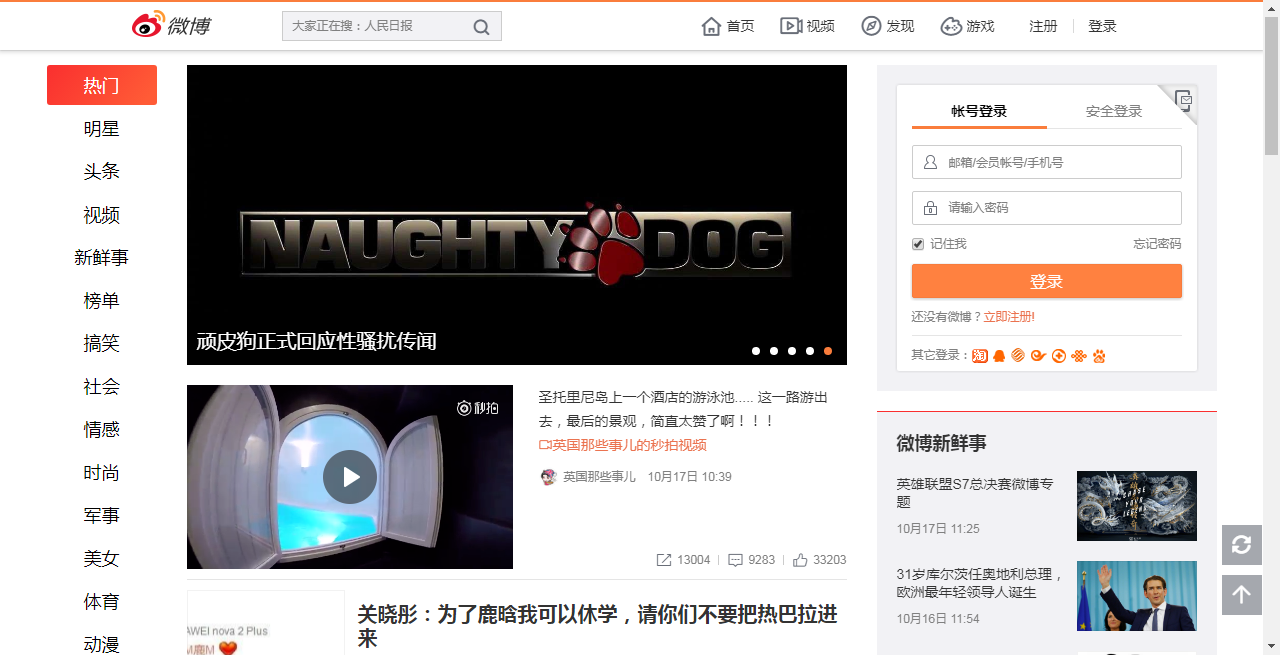 微博
大家正在搜：人民日报
首页
视频
发现
游戏
注册
登录
热门
明星
头条
视频
新鲜事
榜单
搞笑
社会
情感
时尚
军事
美女
体育
动漫
NAUGHTY DOG
顽皮狗正式回应性骚扰传闻
秒拍
圣托里尼岛上一个酒店的游泳池..... 这一路游出
去，最后的景观，简直太赞了啊！！！
英国那些事儿的秒拍视频
英国那些事儿 10月17日 10:39
13004
9283
33203
AWEI nova 2 Plus
M鹿M
关晓彤：为了鹿晗我可以休学，请你们不要把热巴拉进
来
帐号登录
安全登录
邮箱/会员帐号/手机号
请输入密码
记住我
忘记密码
登录
还没有微博？立即注册!
其它登录：
淘
微博新鲜事
英雄联盟S7总决赛微博专
题
10月17日 11:25
31岁库尔茨任奥地利总理，
欧洲最年轻领导人诞生
10月16日 11:54